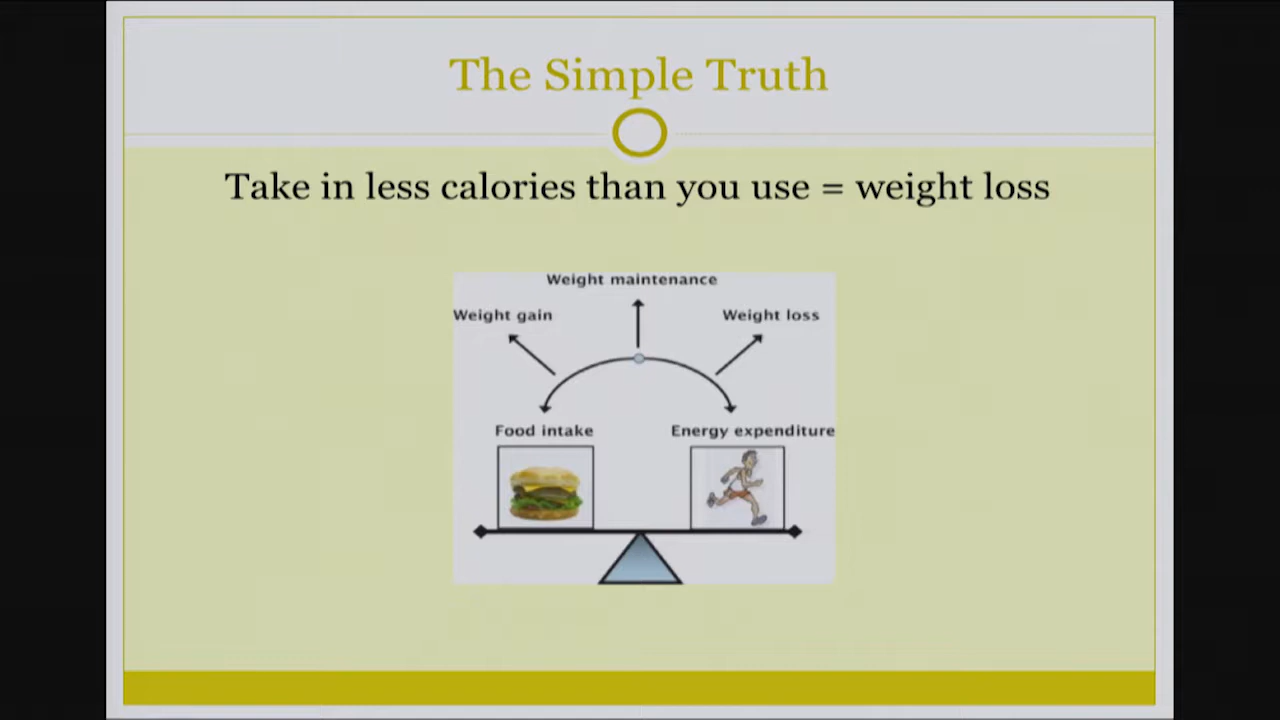 The Simple Truth
Take in less calories than you use = weight loss
Weight maintenance
Weight gain
Weight loss
Food intake
Energy expenditure